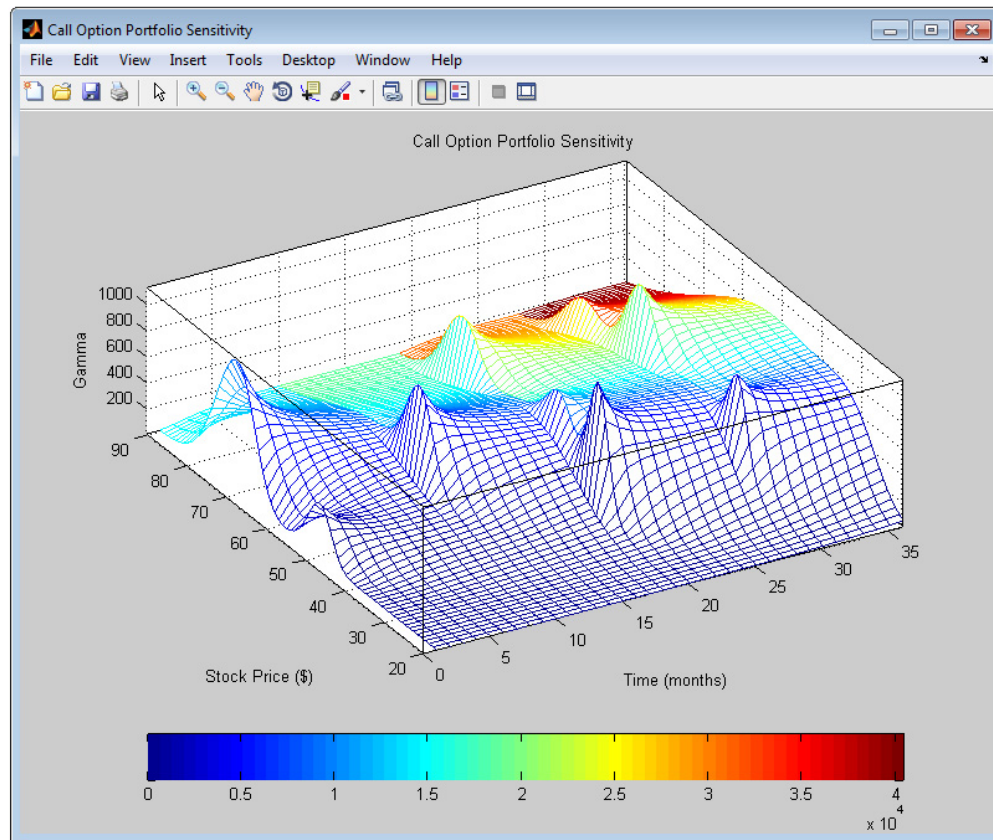 Call Option Portfolio Sensitivity
File Edit View Insert Tools Desktop Window Help
Call Option Portfolio Sensitivity
1000
800
600
400
200
Gamma
90
80
70
60
50
40
30
20
Stock Price ($)
0
5
10
15
20
25
30
35
Time (months)
0 0.5 1 1.5 2 2.5 3 3.5 4
x 10^4